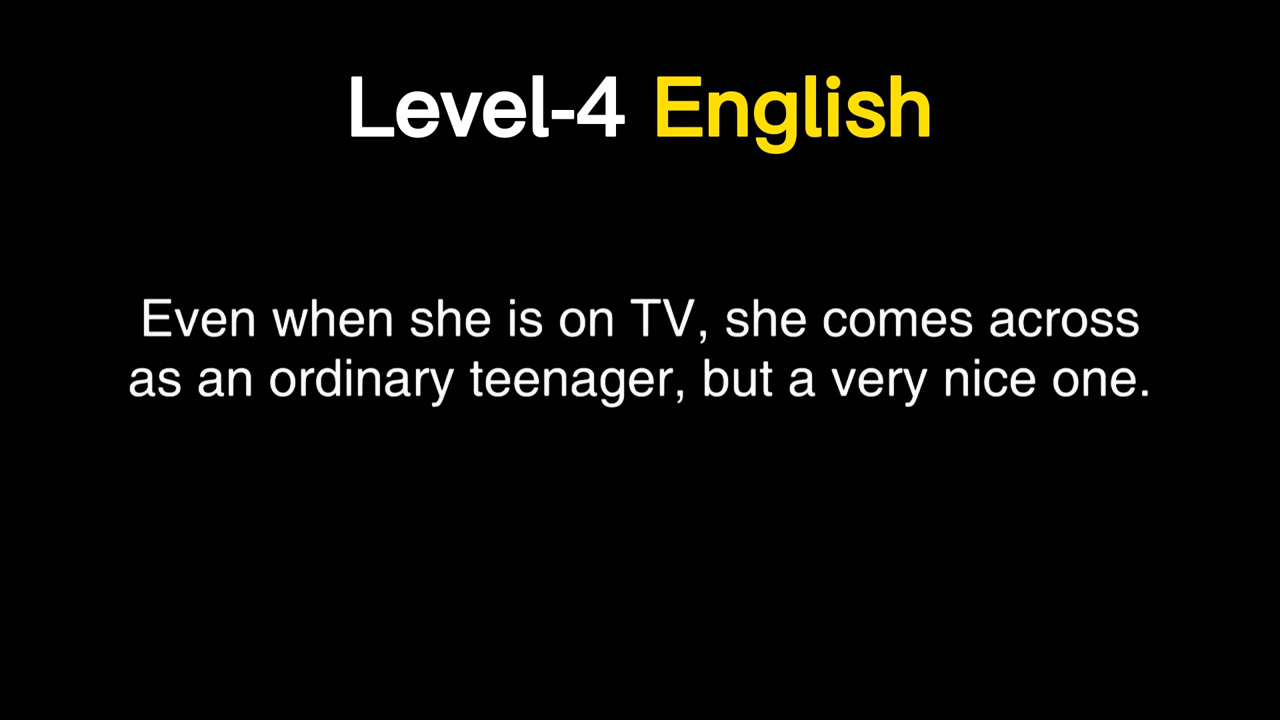 Level-4 English
Even when she is on TV, she comes across
as an ordinary teenager, but a very nice one.